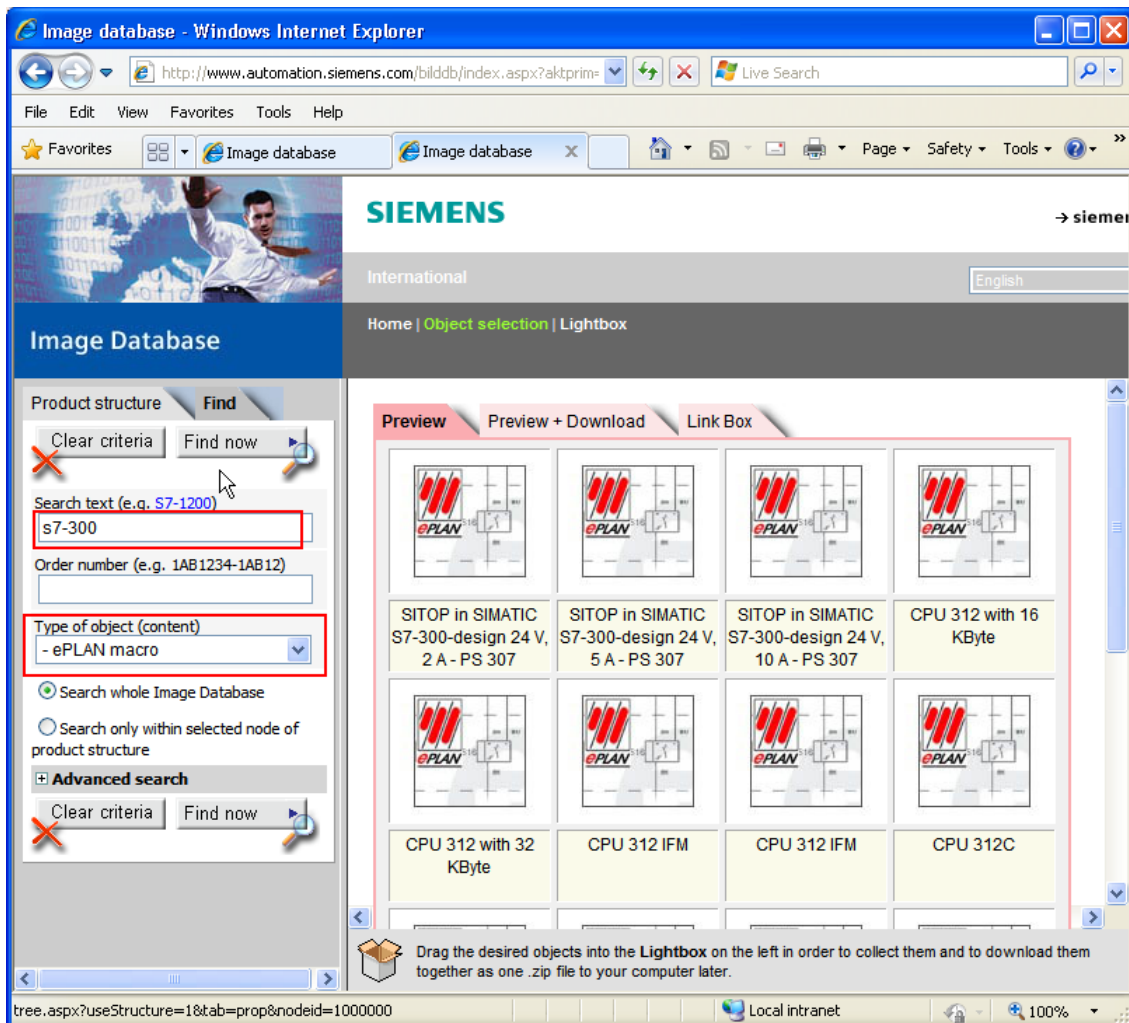 Image database - Windows Internet Explorer
http://www.automation.siemens.com/bilddb/index.aspx?aktprim=
Live Search
File Edit View Favorites Tools Help
Favorites
Image database
Image database
Page
Safety
Tools
SIEMENS
→ siemen
International
English
Image Database
Home | Object selection | Lightbox
Product structure
Find
Clear criteria
Find now
Search text (e.g. S7-1200)
s7-300
Order number (e.g. 1AB1234-1AB12)
Type of object (content)
- ePLAN macro
Search whole Image Database
Search only within selected node of
product structure
Advanced search
Clear criteria
Find now
Preview
Preview + Download
Link Box
ePLAN
ePLAN
ePLAN
ePLAN
SITOP in SIMATIC
S7-300-design 24 V,
2 A - PS 307
SITOP in SIMATIC
S7-300-design 24 V,
5 A - PS 307
SITOP in SIMATIC
S7-300-design 24 V,
10 A - PS 307
CPU 312 with 16
KByte
ePLAN
ePLAN
ePLAN
ePLAN
CPU 312 with 32
KByte
CPU 312 IFM
CPU 312 IFM
CPU 312C
Drag the desired objects into the Lightbox on the left in order to collect them and to download them
together as one .zip file to your computer later.
tree.aspx?useStructure=1&tab=prop&nodeid=1000000
Local intranet
100%